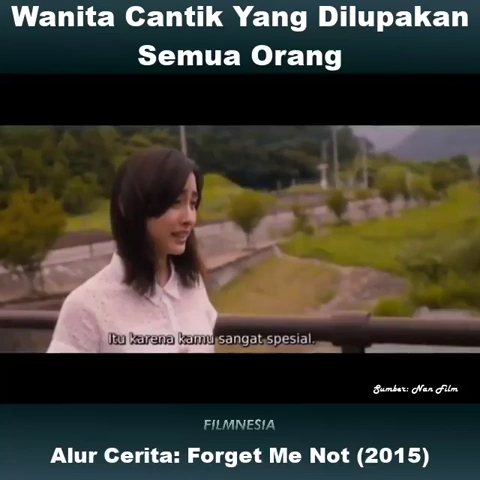 Wanita Cantik Yang Dilupakan
Semua Orang
Itu karena kamu sangat spesial.
Sumber: Nan Film
FILMNESIA
Alur Cerita: Forget Me Not (2015)